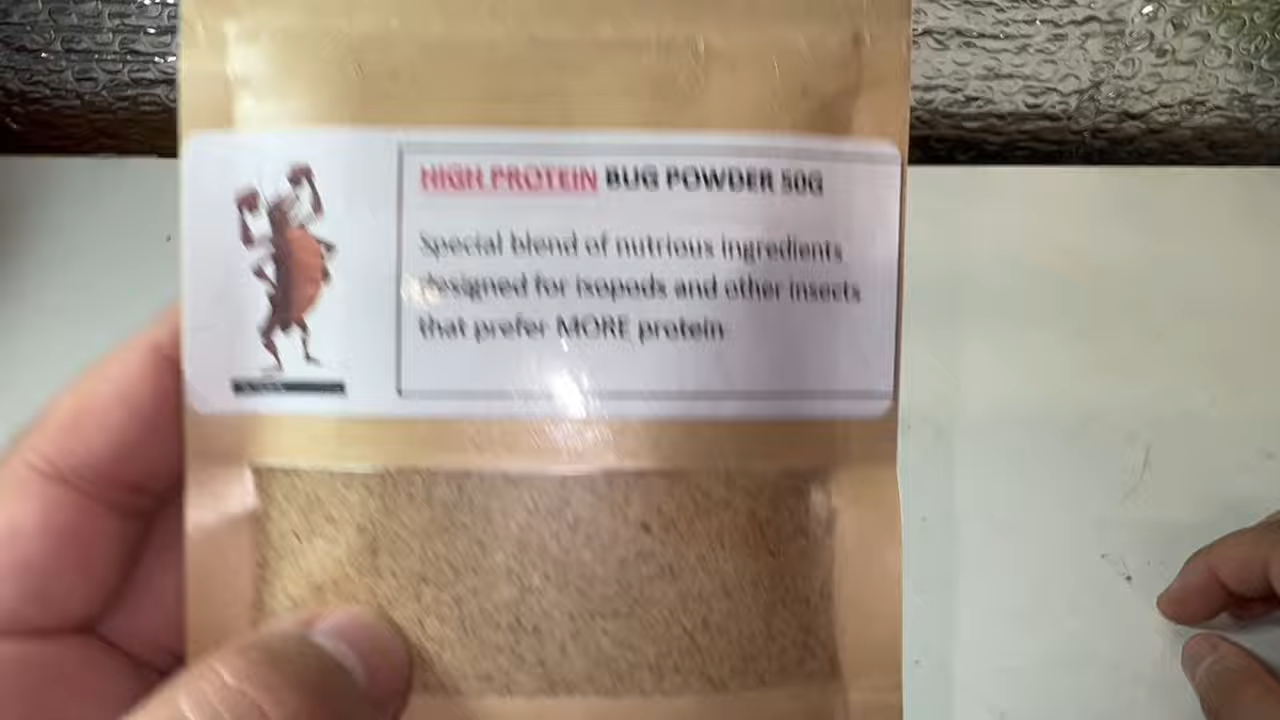 HIGH PROTEIN BUG POWDER 50G
Special blend of nutrious ingredients
designed for isopods and other insects
that prefer MORE protein